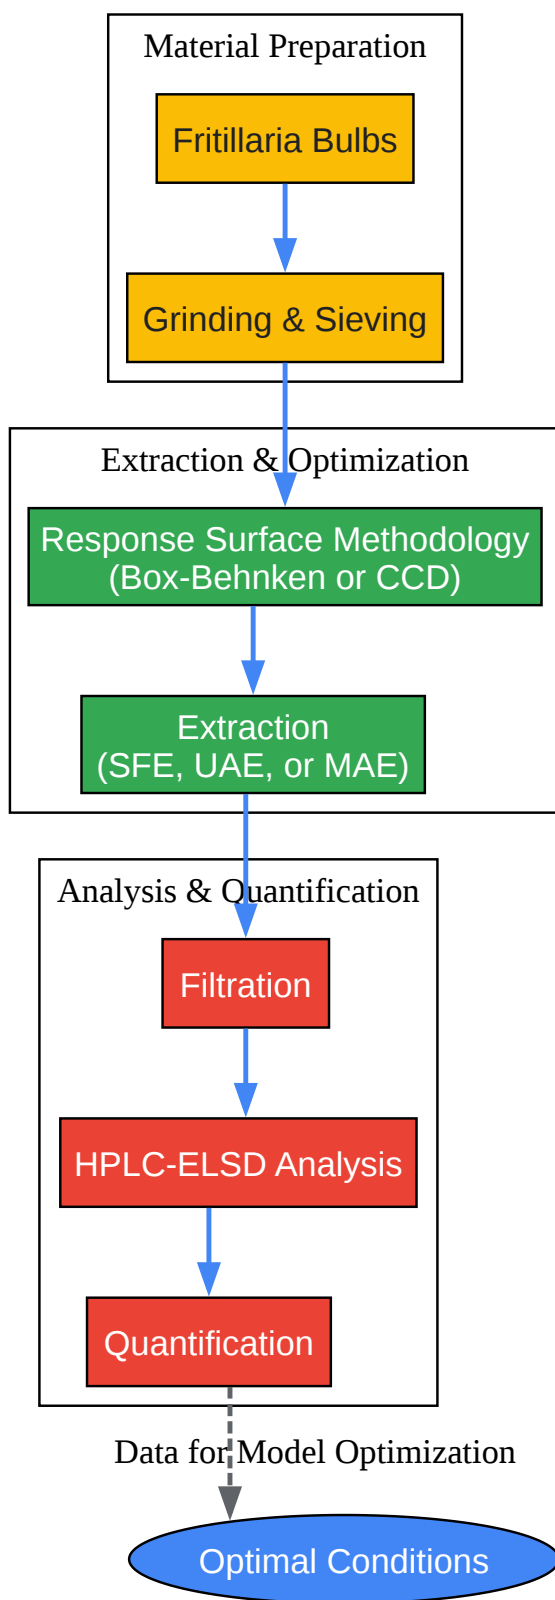 Material Preparation
Fritillaria Bulbs
Grinding & Sieving
Extraction & Optimization
Response Surface Methodology
(Box-Behnken or CCD)
Extraction
(SFE, UAE, or MAE)
Analysis & Quantification
Filtration
HPLC-ELSD Analysis
Quantification
Data for Model Optimization
Optimal Conditions